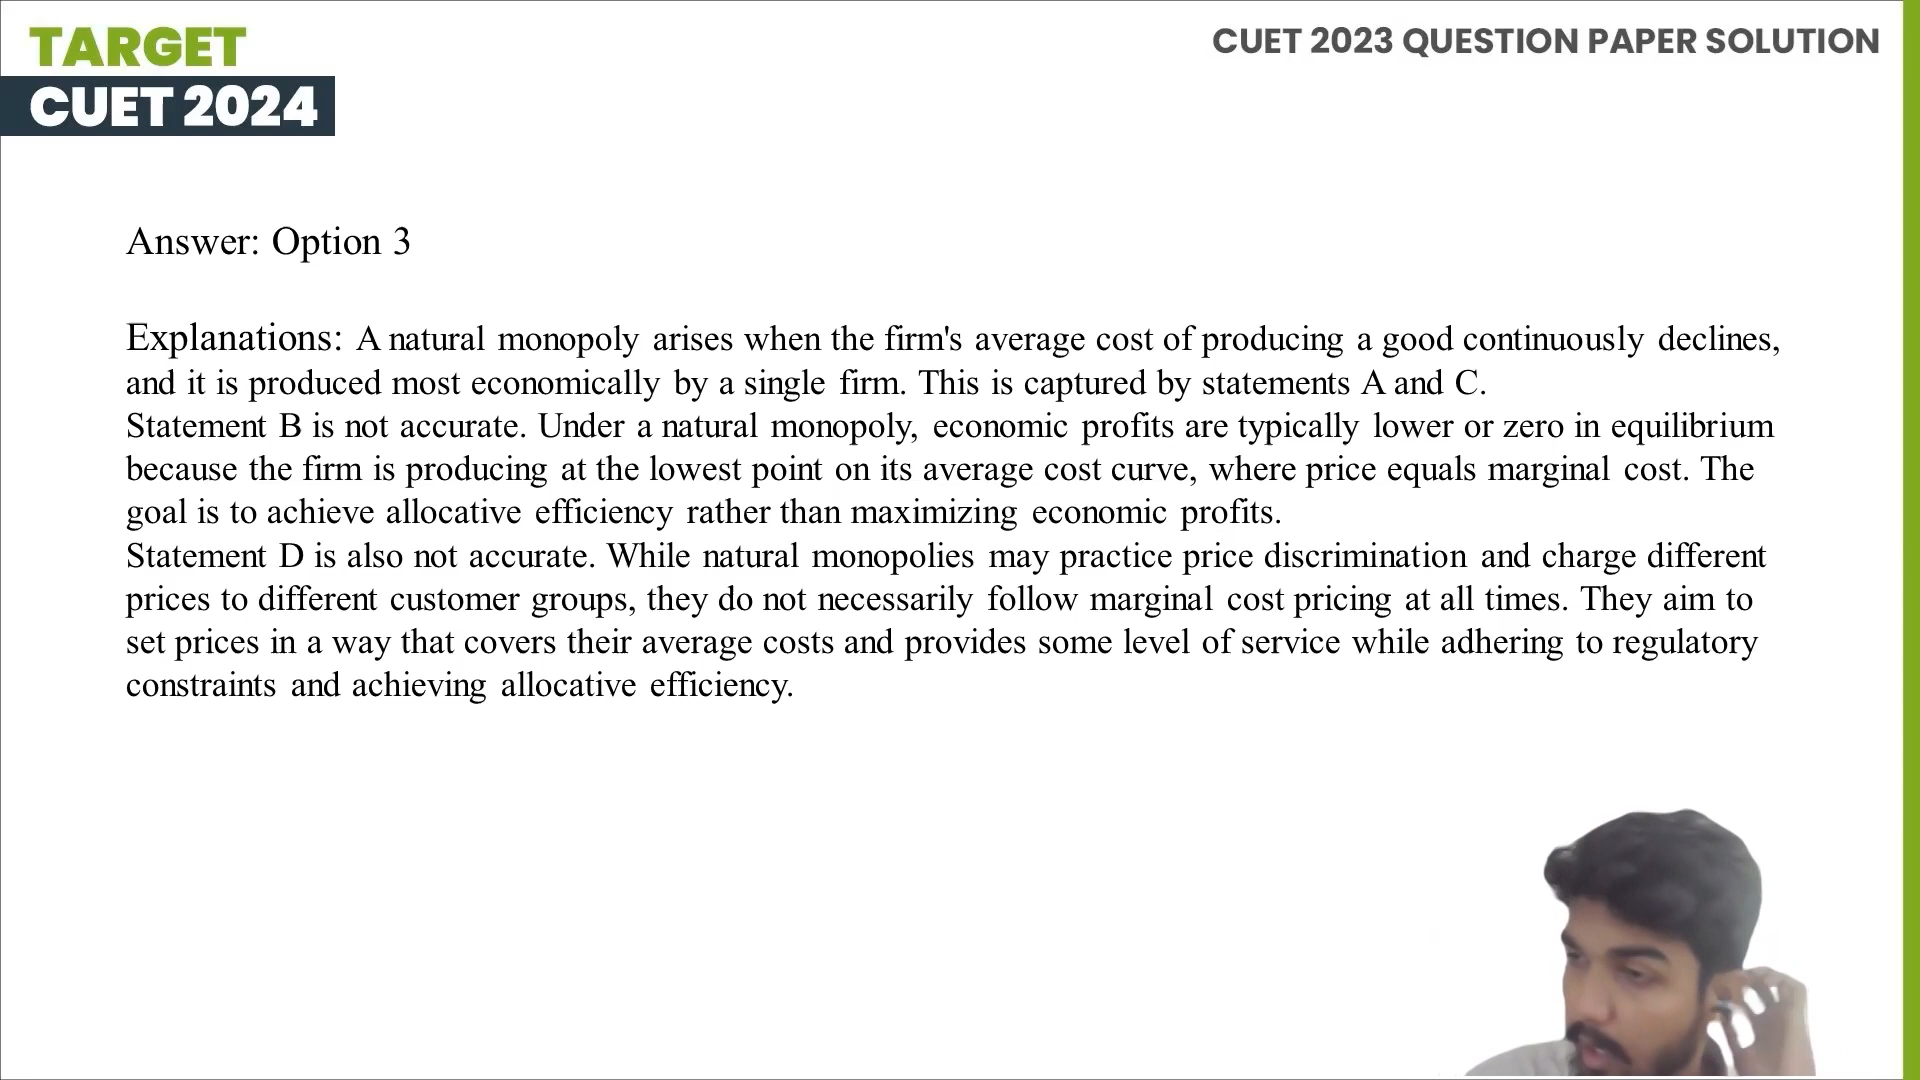 TARGET
CUET 2024
CUET 2023 QUESTION PAPER SOLUTION
Answer: Option 3
Explanations: A natural monopoly arises when the firm's average cost of producing a good continuously declines,
and it is produced most economically by a single firm. This is captured by statements A and C.
Statement B is not accurate. Under a natural monopoly, economic profits are typically lower or zero in equilibrium
because the firm is producing at the lowest point on its average cost curve, where price equals marginal cost. The
goal is to achieve allocative efficiency rather than maximizing economic profits.
Statement D is also not accurate. While natural monopolies may practice price discrimination and charge different
prices to different customer groups, they do not necessarily follow marginal cost pricing at all times. They aim to
set prices in a way that covers their average costs and provides some level of service while adhering to regulatory
constraints and achieving allocative efficiency.